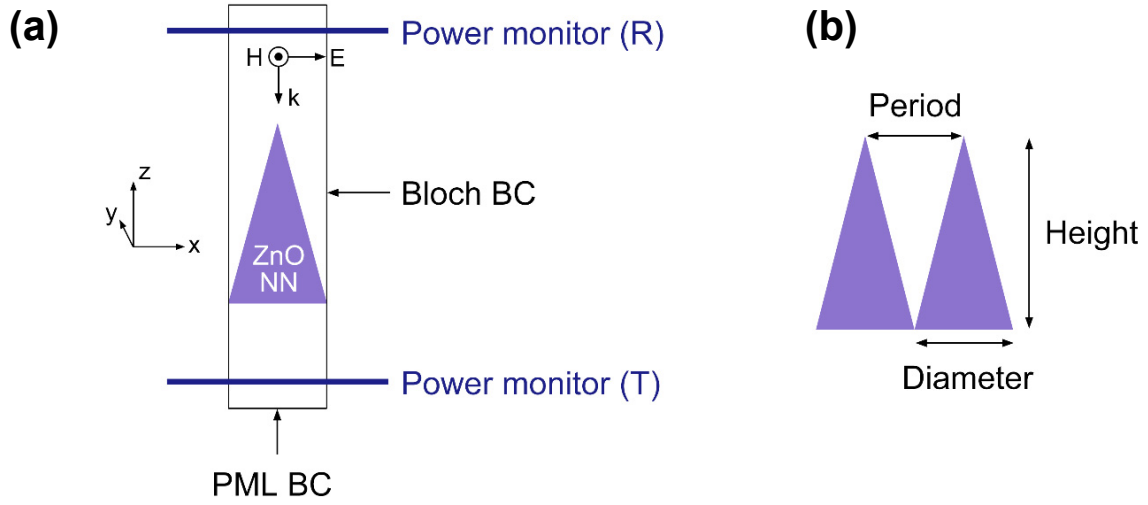 (a)
Power monitor (R)
H
E
k
z
y
x
Bloch BC
ZnO
NN
Power monitor (T)
PML BC
(b)
Period
Height
Diameter